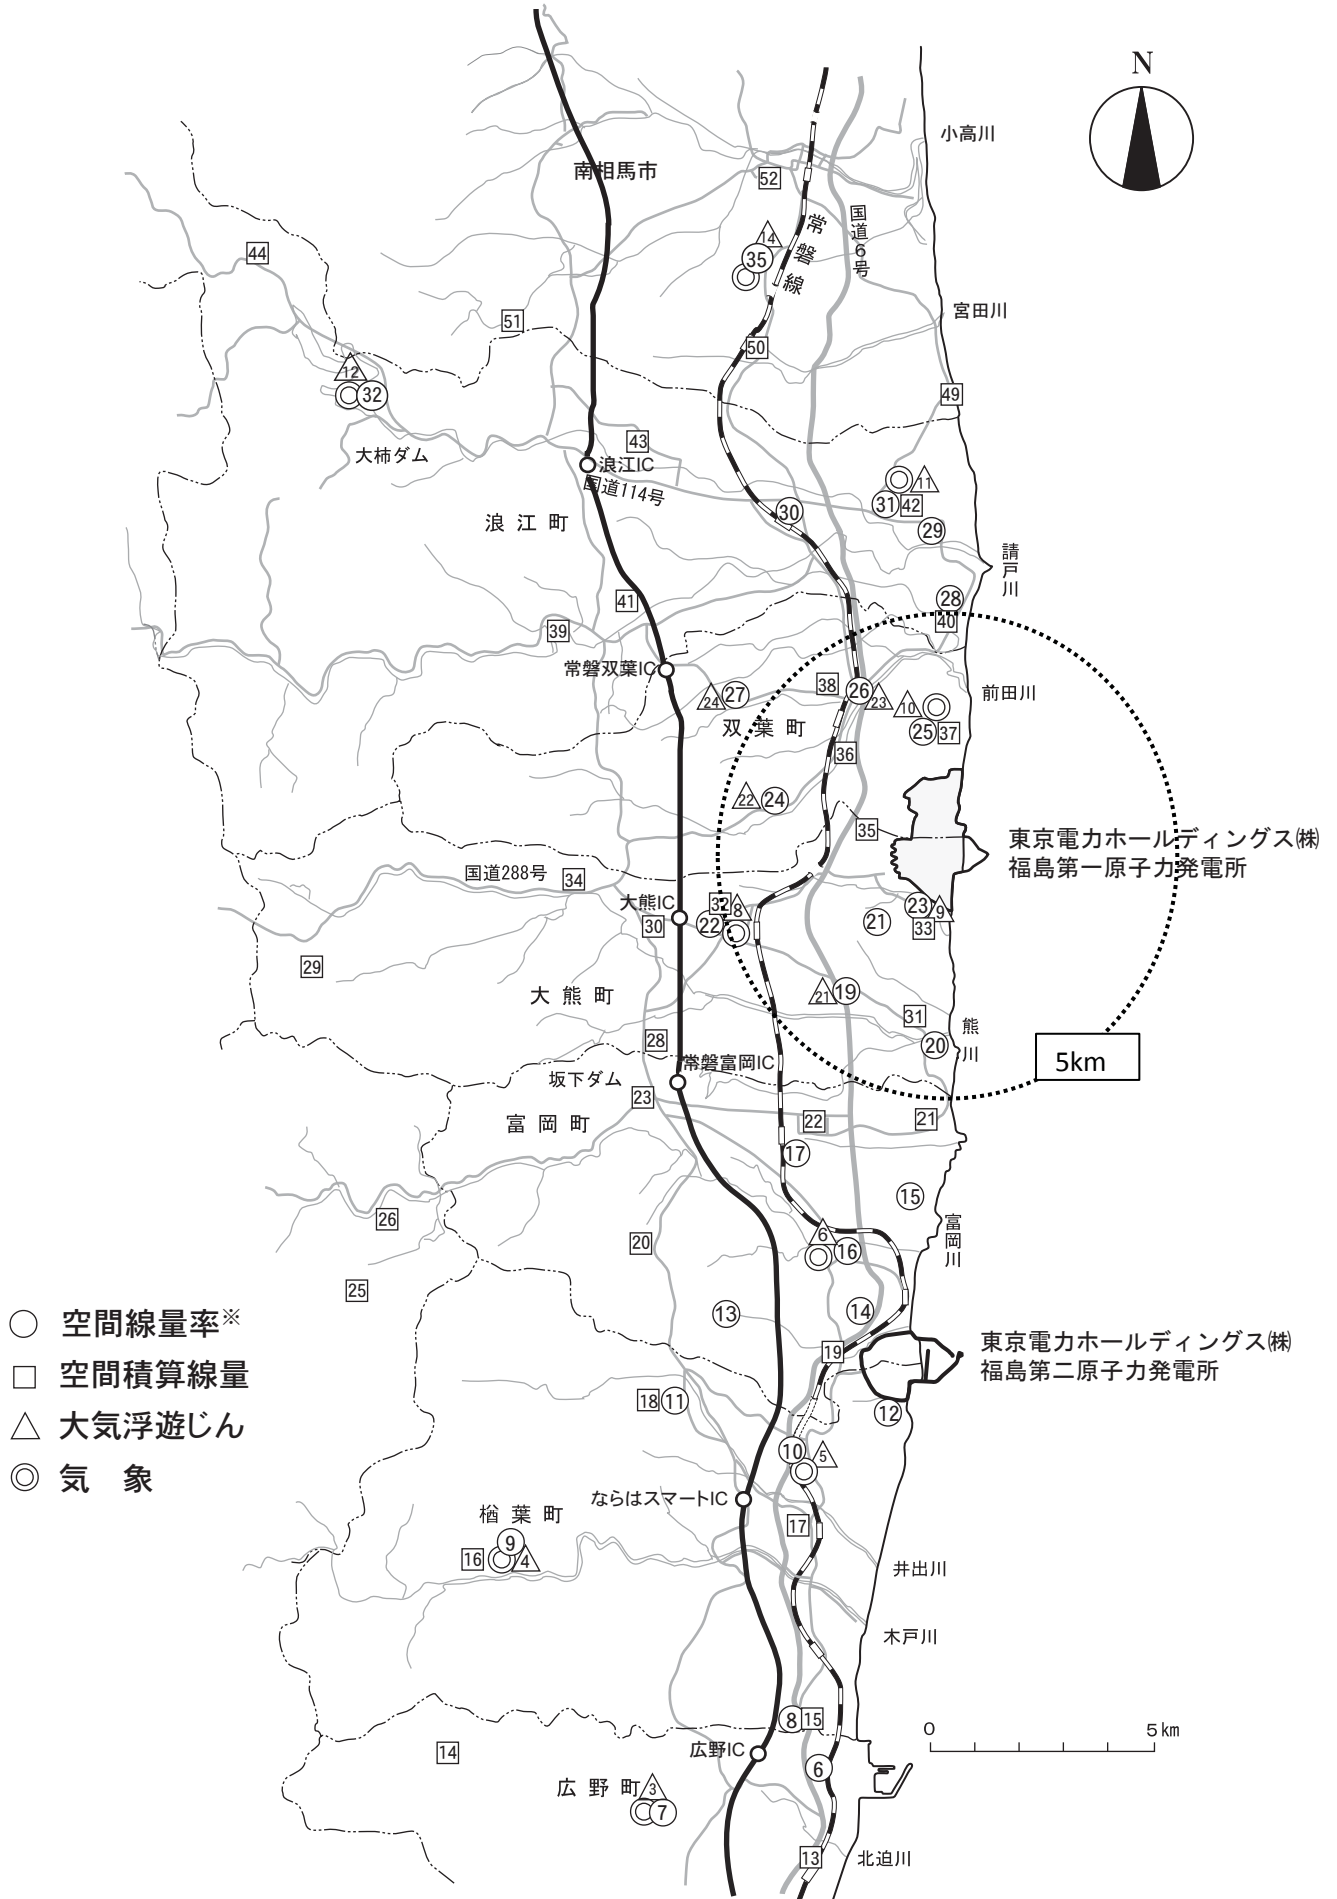 N
小高川
南相馬市
52
国道6号
常磐線
14
35
44
宮田川
51
50
12
32
49
43
大柿ダム
浪江IC
国道114号
11
31
42
30
29
浪江町
請戸川
41
28
40
39
常磐双葉IC
38
26
23
24
27
10
前田川
双葉町
25
37
36
22
24
35
東京電力ホールディングス㈱
福島第一原子力発電所
国道288号
34
大熊IC
32
8
23
9
30
22
21
33
29
大熊町
21
19
31
熊川
28
20
常磐富岡IC
5km
坂下ダム
23
富岡町
22
21
17
15
26
富岡川
20
6
16
25
13
14
○ 空間線量率※
□ 空間積算線量
△ 大気浮遊じん
◎ 気 象
19
東京電力ホールディングス㈱
福島第二原子力発電所
18
11
12
10
5
ならはスマートIC
楢葉町
17
9
16
4
井出川
木戸川
8
15
0 5km
14
広野IC
6
広野町
3
7
13
北迫川